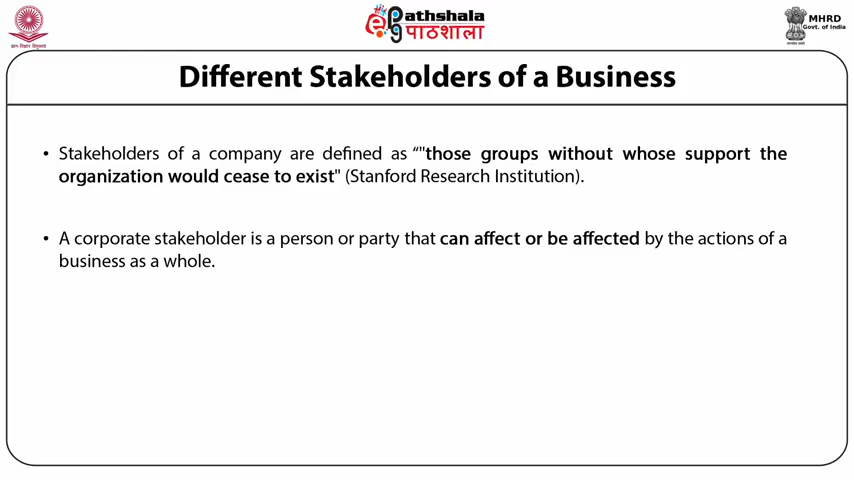 ज्ञान-विज्ञान विमुक्तये
ePathshala
पाठशाला
MHRD
Govt. of India
Different Stakeholders of a Business
• Stakeholders of a company are defined as “"those groups without whose support the
organization would cease to exist" (Stanford Research Institution).
• A corporate stakeholder is a person or party that can affect or be affected by the actions of a
business as a whole.